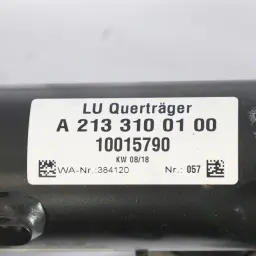 LU Querträger
A 213 310 01 00
10015790
KW 08/18
WA-Nr.:384120 Nr.: 057